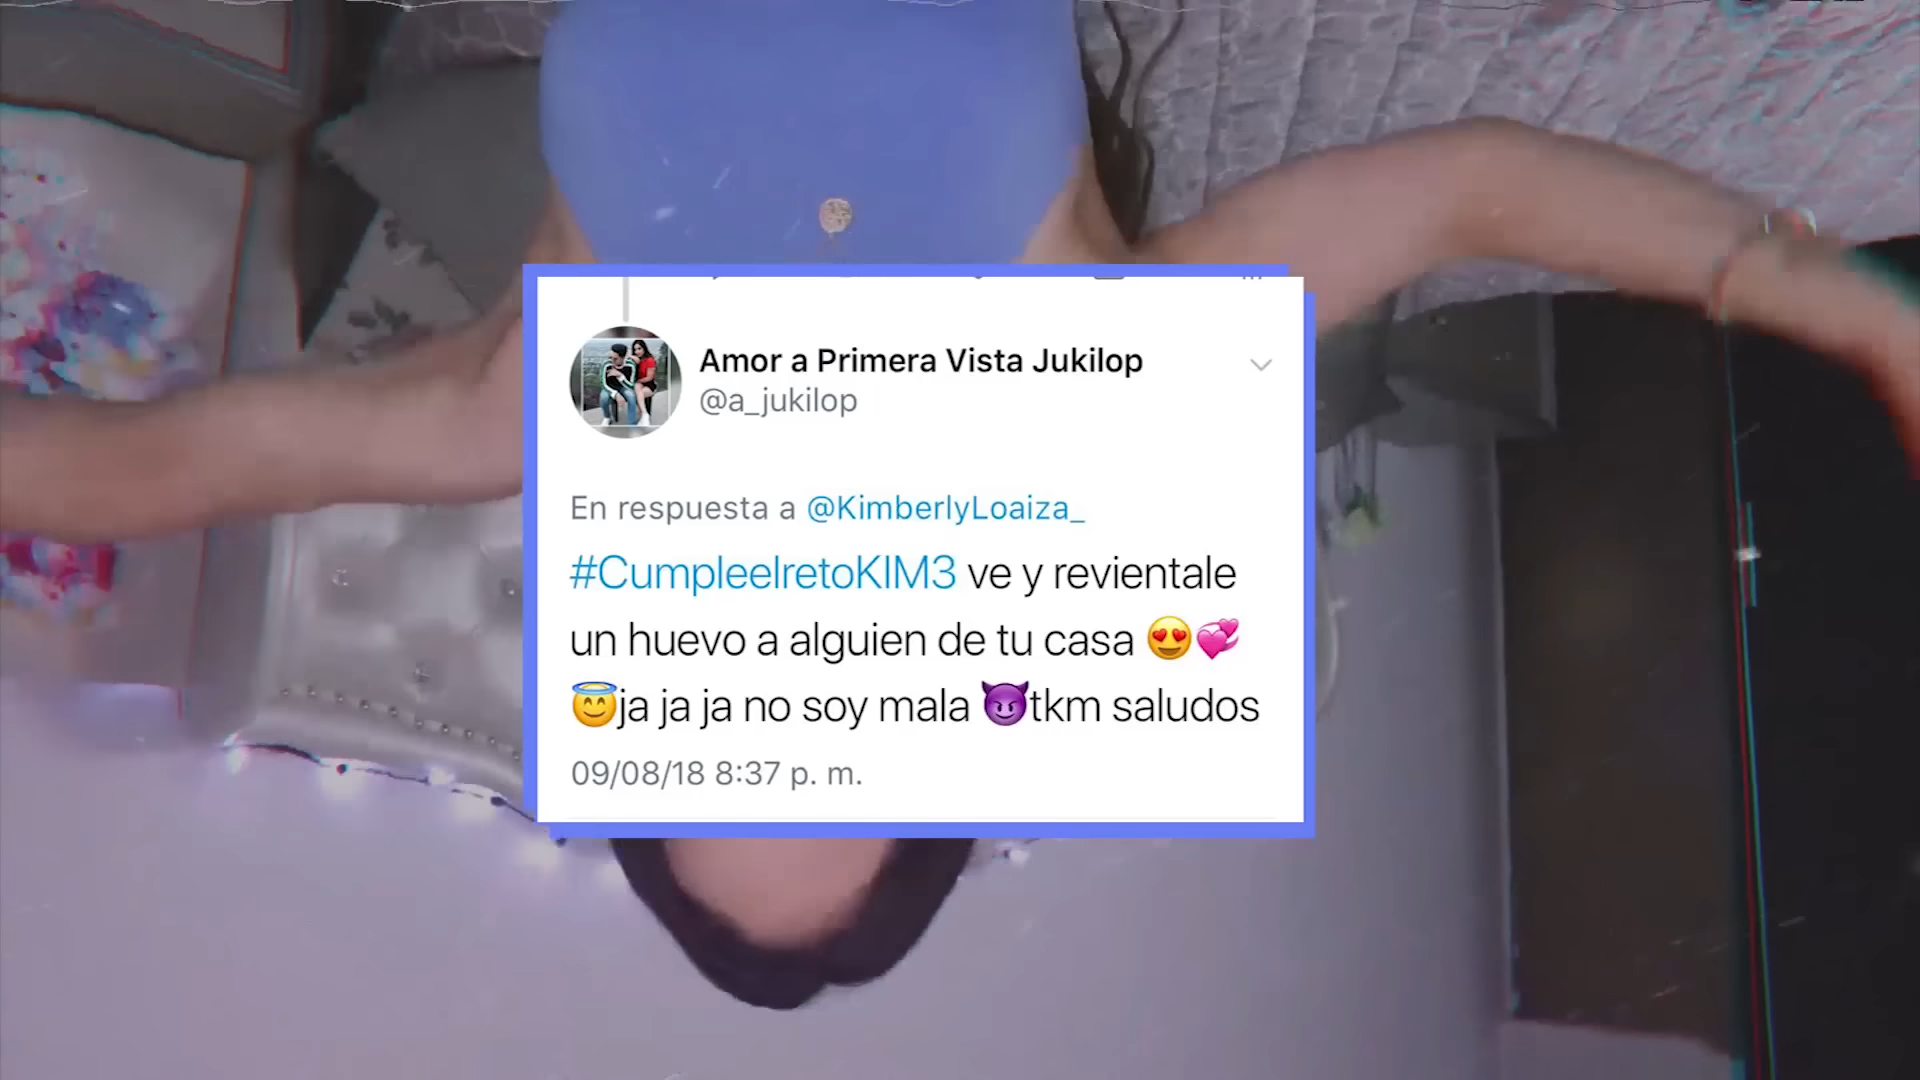 Amor a Primera Vista Jukilop
@a_jukilop
En respuesta a @KimberlyLoaiza_
#CumpleelretoKIM3 ve y revientale
un huevo a alguien de tu casa 😍💞
😇ja ja ja no soy mala 😈tkm saludos
09/08/18 8:37 p. m.